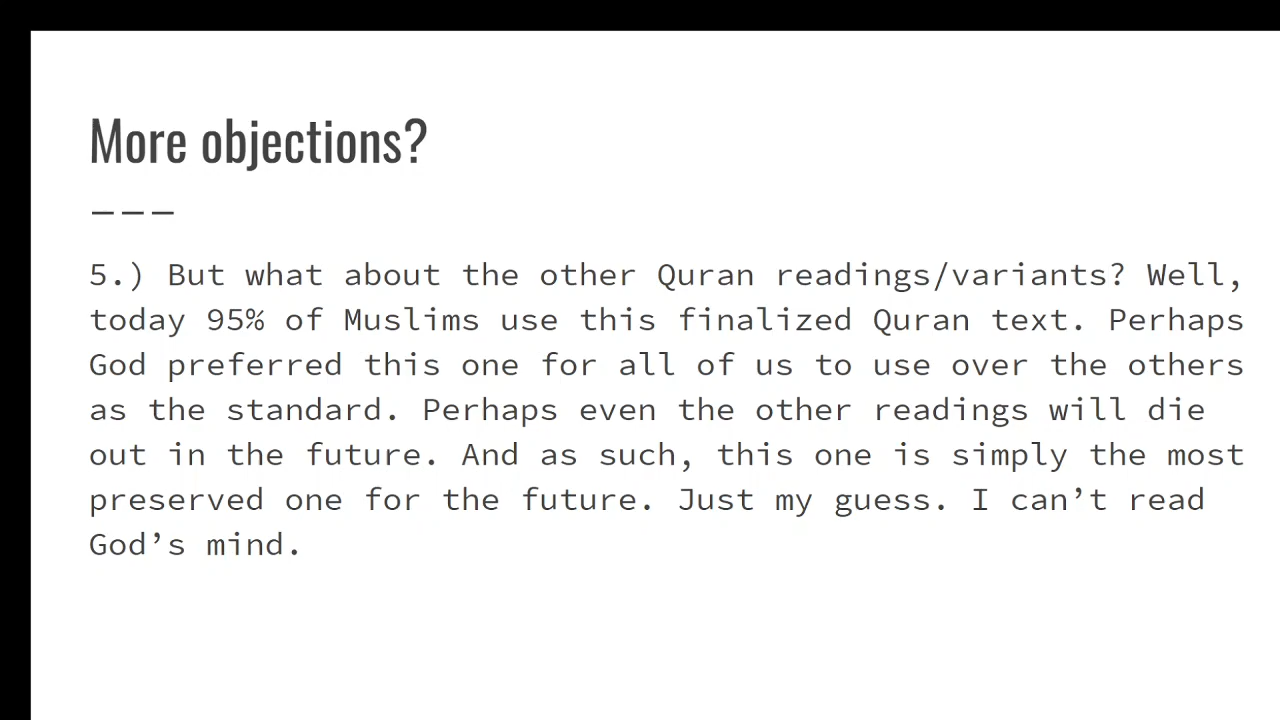 More objections?
———
5.) But what about the other Quran readings/variants? Well,
today 95% of Muslims use this finalized Quran text. Perhaps
God preferred this one for all of us to use over the others
as the standard. Perhaps even the other readings will die
out in the future. And as such, this one is simply the most
preserved one for the future. Just my guess. I can’t read
God’s mind.